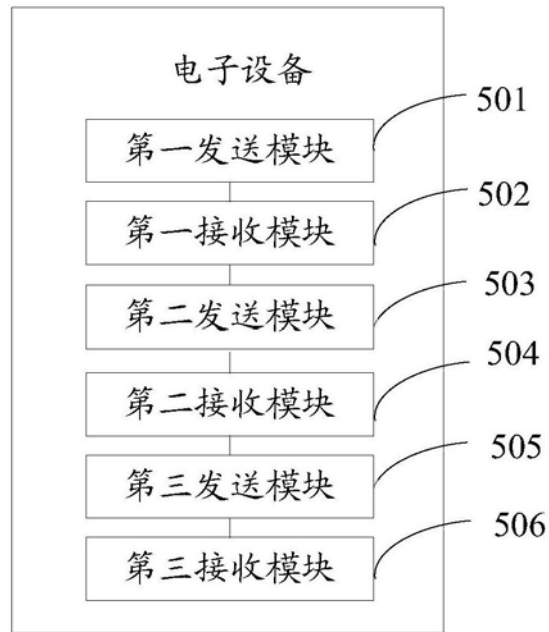 电子设备
第一发送模块 501
第一接收模块 502
第二发送模块 503
第二接收模块 504
第三发送模块 505
第三接收模块 506